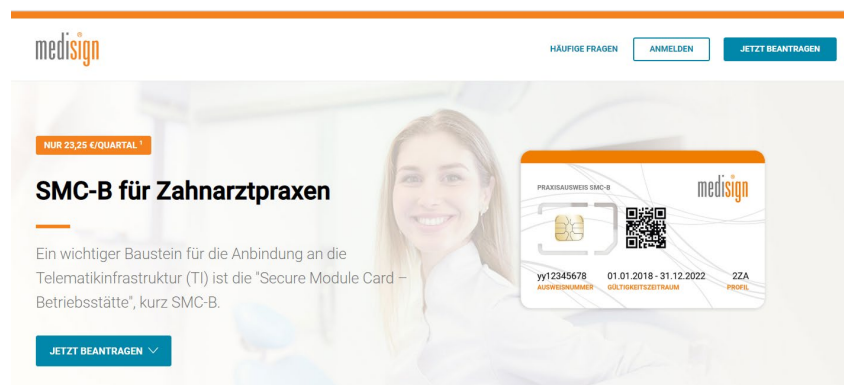 medisign
HÄUFIGE FRAGEN
ANMELDEN
JETZT BEANTRAGEN
NUR 23,25 €/QUARTAL ¹
SMC-B für Zahnarztpraxen
Ein wichtiger Baustein für die Anbindung an die
Telematikinfrastruktur (TI) ist die "Secure Module Card –
Betriebsstätte", kurz SMC-B.
JETZT BEANTRAGEN
PRAXISAUSWEIS SMC-B
medisign
yy12345678 01.01.2018 - 31.12.2022 2ZA
AUSWEISNUMMER GÜLTIGKEITSZEITRAUM PROFIL